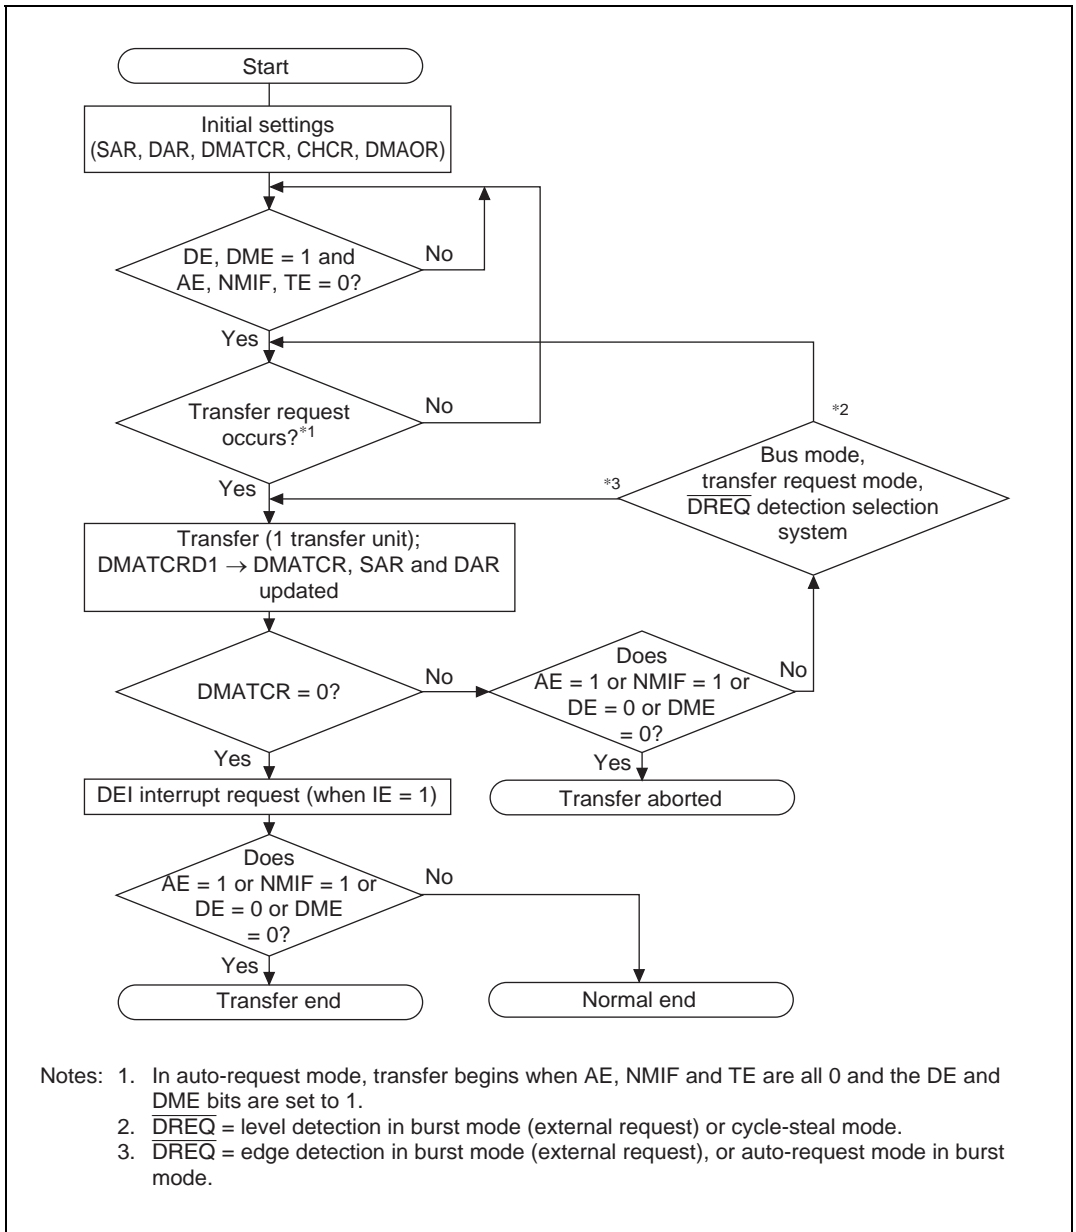 Start
Initial settings
(SAR, DAR, DMATCR, CHCR, DMAOR)
DE, DME = 1 and
AE, NMIF, TE = 0?
No
Yes
Transfer request
occurs?*1
No
Yes
*2
Bus mode,
transfer request mode,
DREQ detection selection
system
*3
Transfer (1 transfer unit);
DMATCRD1 → DMATCR, SAR and DAR
updated
DMATCR = 0?
No
Yes
Does
AE = 1 or NMIF = 1 or
DE = 0 or DME
= 0?
No
Yes
Transfer aborted
DEI interrupt request (when IE = 1)
Does
AE = 1 or NMIF = 1 or
DE = 0 or DME
= 0?
No
Yes
Transfer end
Normal end
Notes: 1. In auto-request mode, transfer begins when AE, NMIF and TE are all 0 and the DE and
DME bits are set to 1.
2. DREQ = level detection in burst mode (external request) or cycle-steal mode.
3. DREQ = edge detection in burst mode (external request), or auto-request mode in burst
mode.